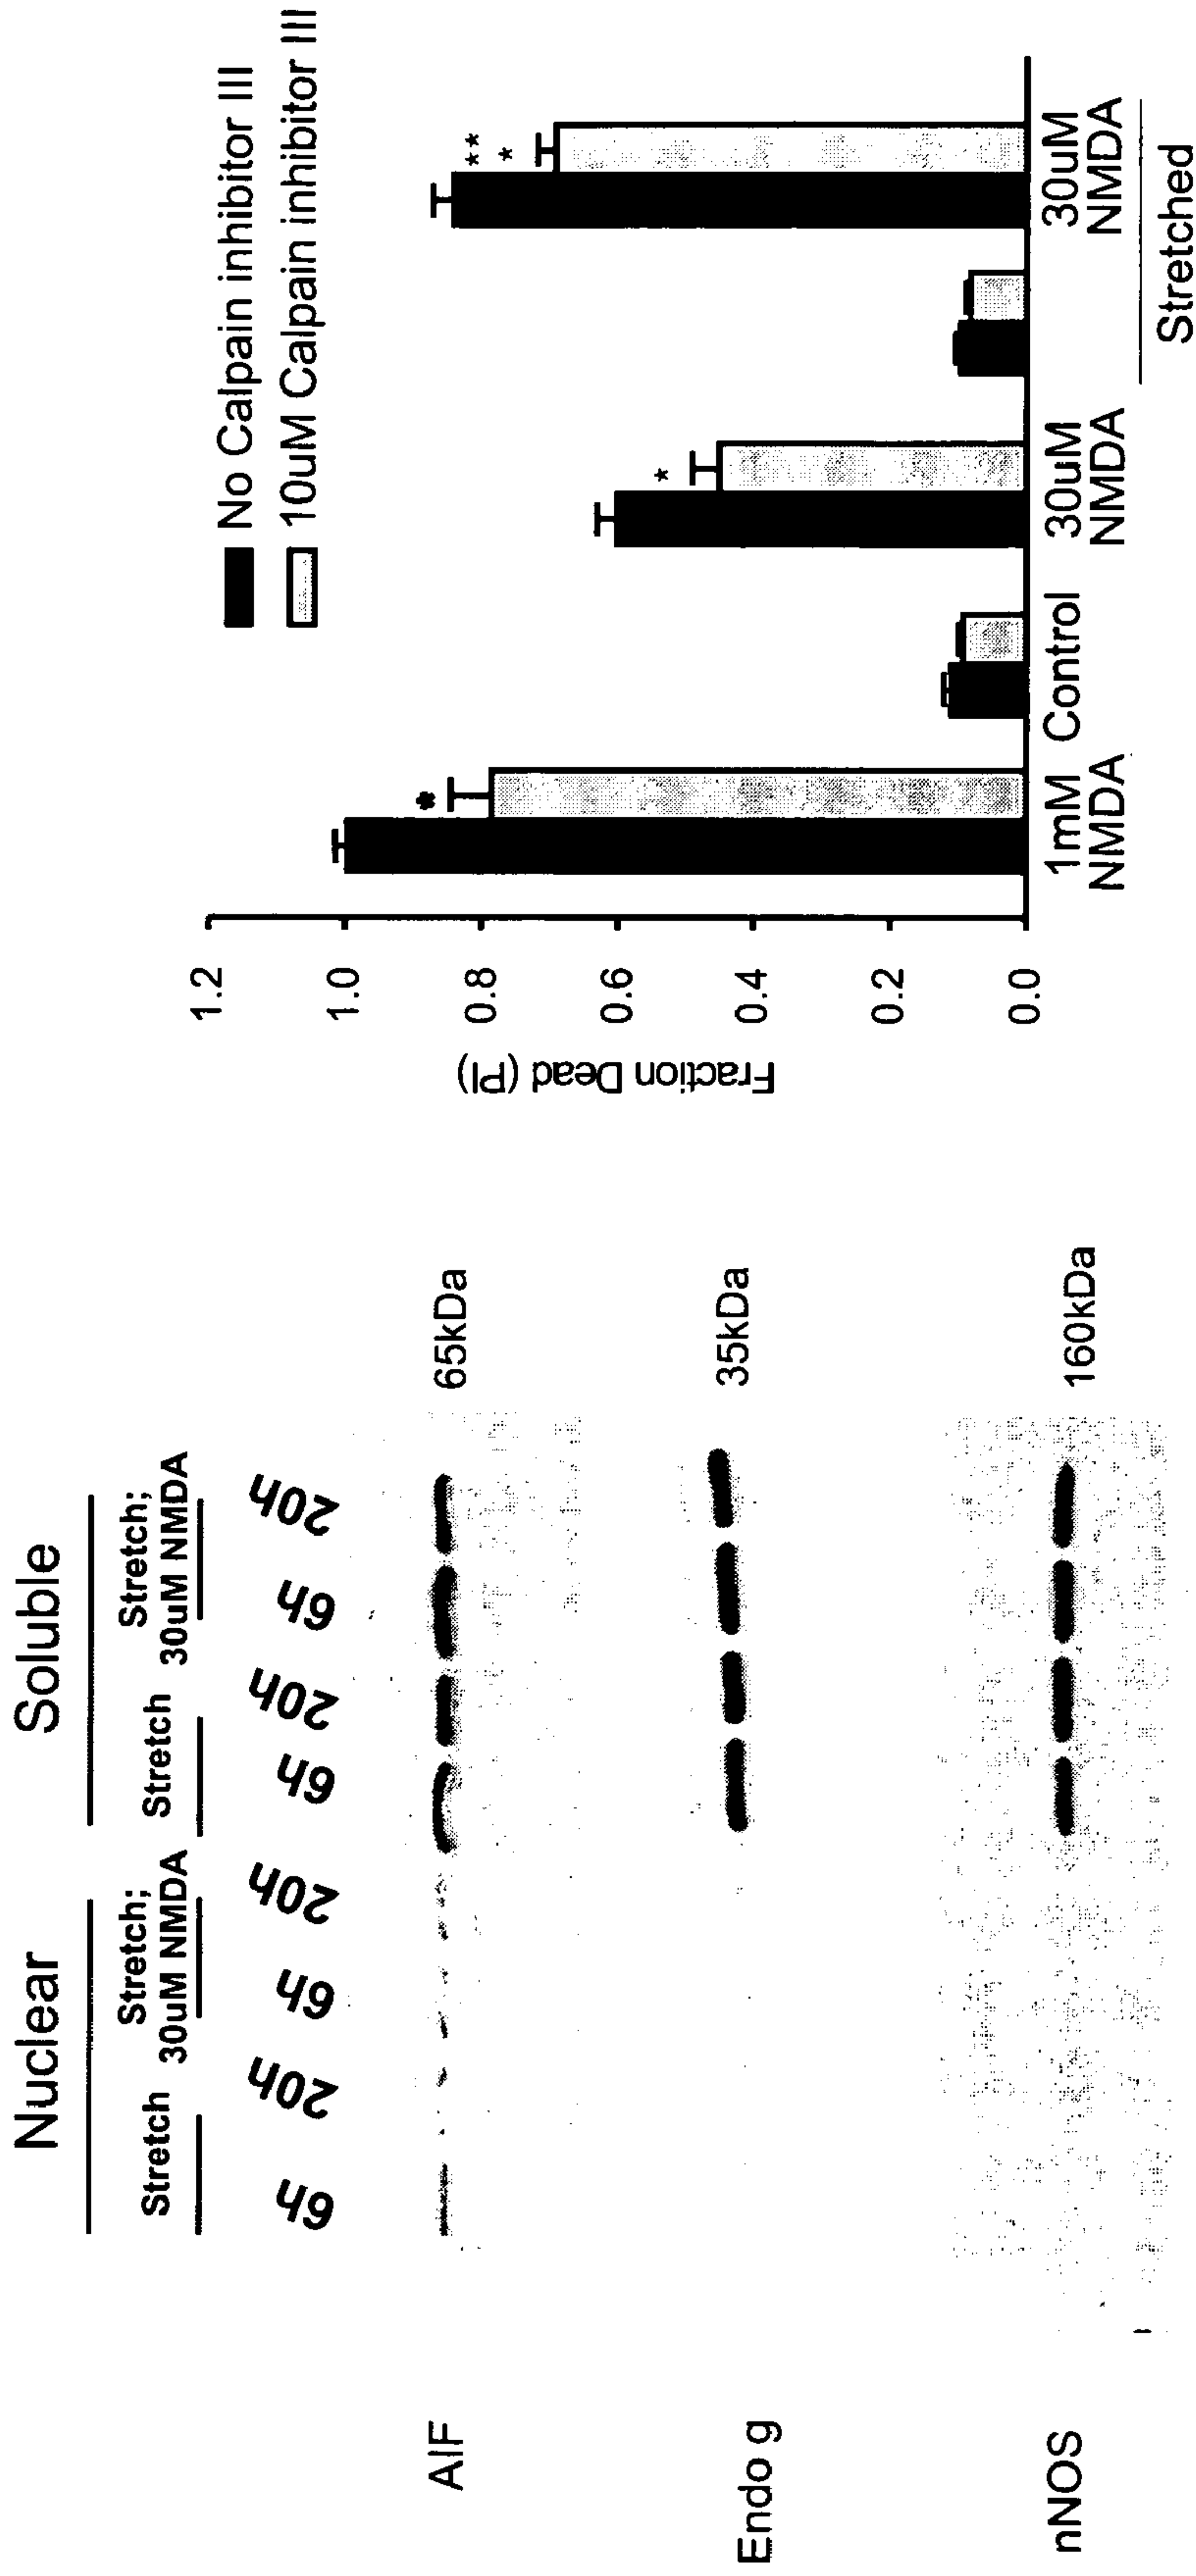 Nuclear
Soluble
Stretch
Stretch;
30uM NMDA
Stretch
Stretch;
30uM NMDA
6h
20h
6h
20h
6h
20h
6h
20h
AIF
65kDa
Endo g
35kDa
nNOS
160kDa
No Calpain inhibitor III
10uM Calpain inhibitor III
Fraction Dead (PI)
1.2
1.0
0.8
0.6
0.4
0.2
0.0
*
*
**
*
1mM
NMDA
Control
30uM
NMDA
30uM
NMDA
Stretched